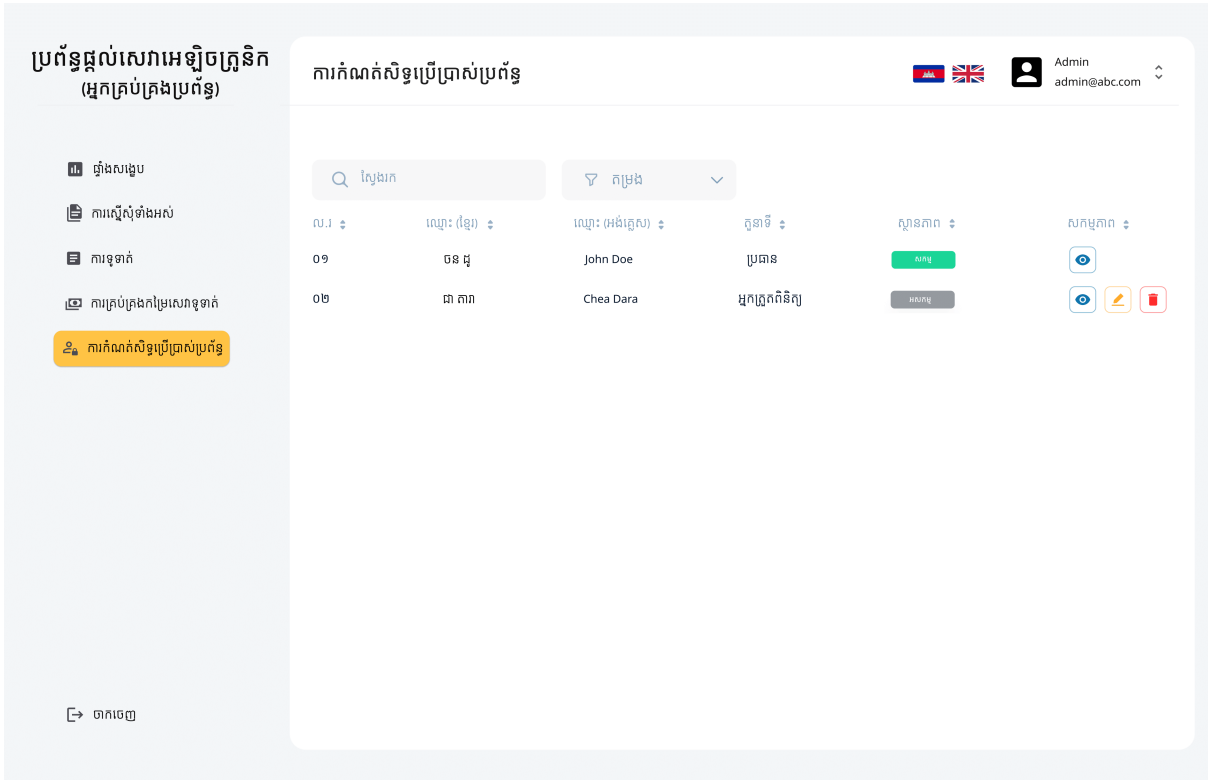 ប្រព័ន្ធផ្តល់សេវាអេឡិចត្រូនិក
(អ្នកគ្រប់គ្រងប្រព័ន្ធ)
ផ្ទាំងសង្ខេប
ការស្នើសុំទាំងអស់
ការទូទាត់
ការគ្រប់គ្រងកម្រៃសេវាទូទាត់
ការកំណត់សិទ្ធប្រើប្រាស់ប្រព័ន្ធ
ចាកចេញ
ការកំណត់សិទ្ធប្រើប្រាស់ប្រព័ន្ធ
Admin
admin@abc.com
ស្វែងរក
តម្រង
ល.រ ឈ្មោះ (ខ្មែរ) ឈ្មោះ (អង់គ្លេស) តួនាទី ស្ថានភាព សកម្មភាព
០១ ចន ដូ John Doe ប្រធាន សកម្ម
០២ ជា តារា Chea Dara អ្នកត្រួតពិនិត្យ អសកម្ម